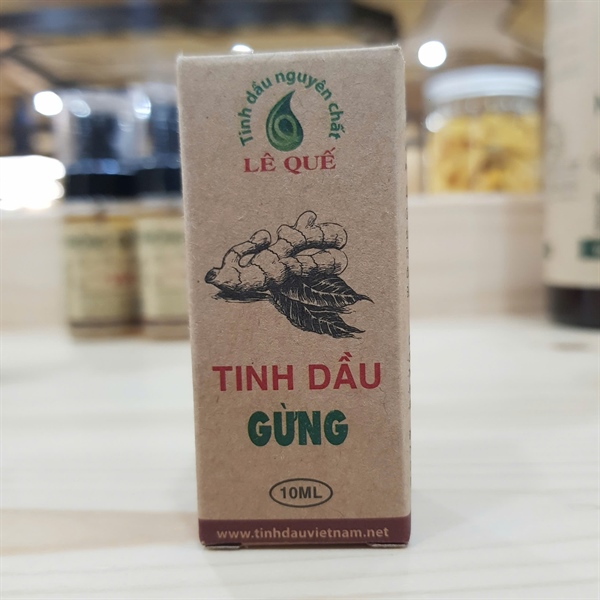 Tinh dầu nguyên chất
LÊ QUẾ
TINH DẦU
GỪNG
10ML
www.tinhdauvietnam.net